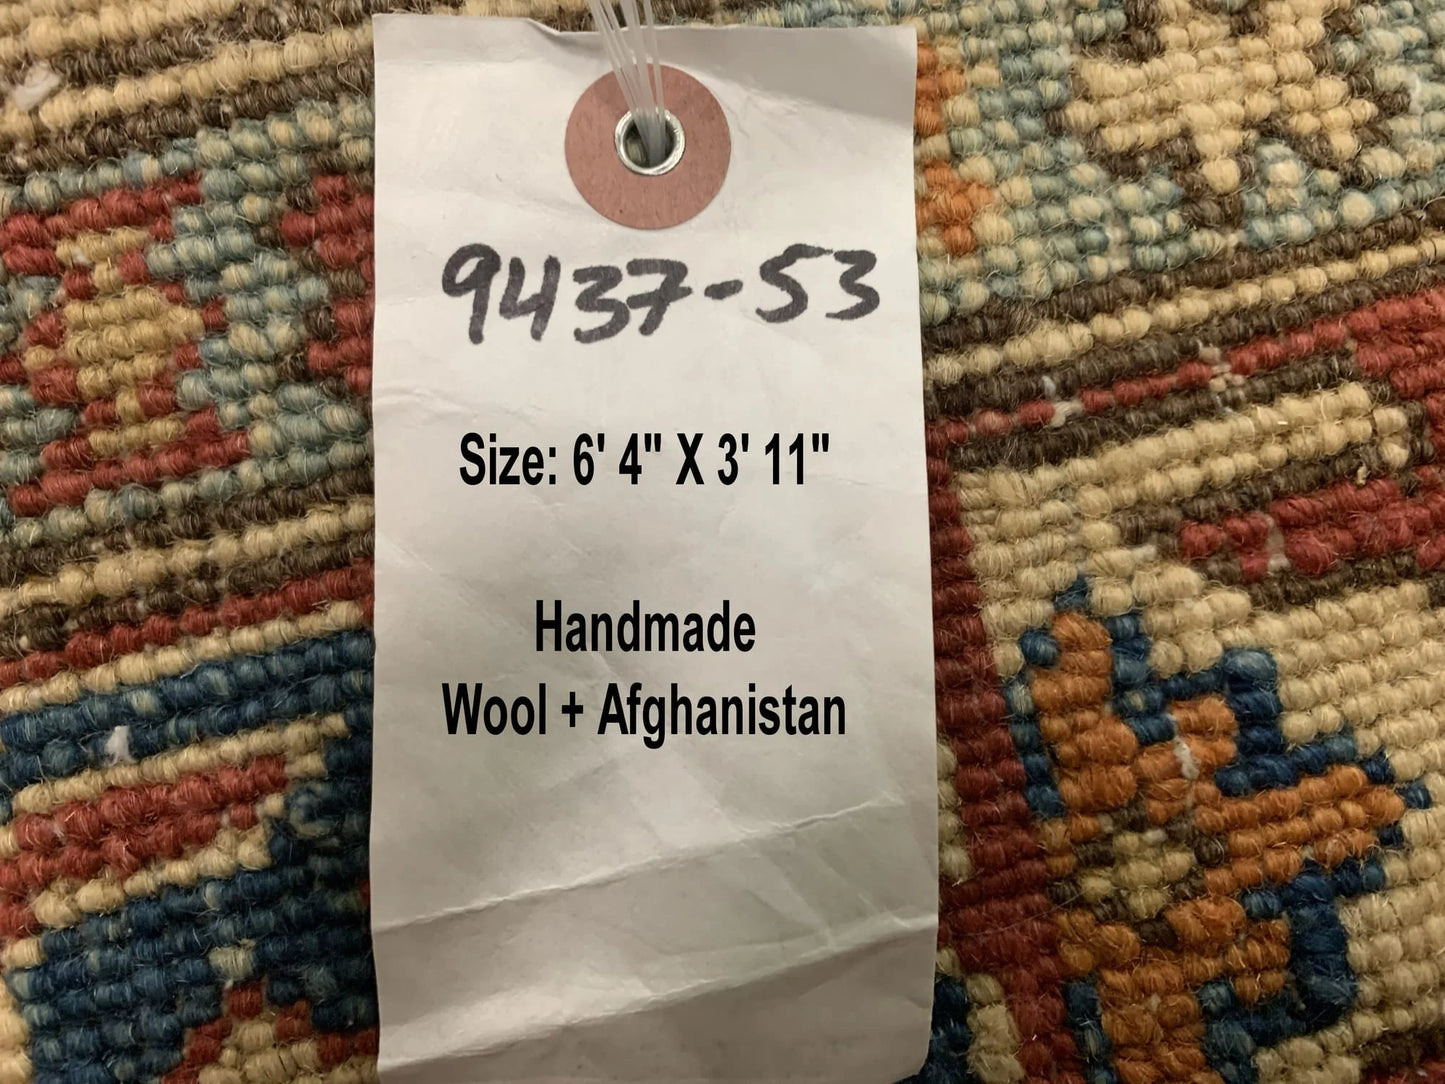 9437-53
Size: 6' 4" X 3' 11"
Handmade
Wool + Afghanistan